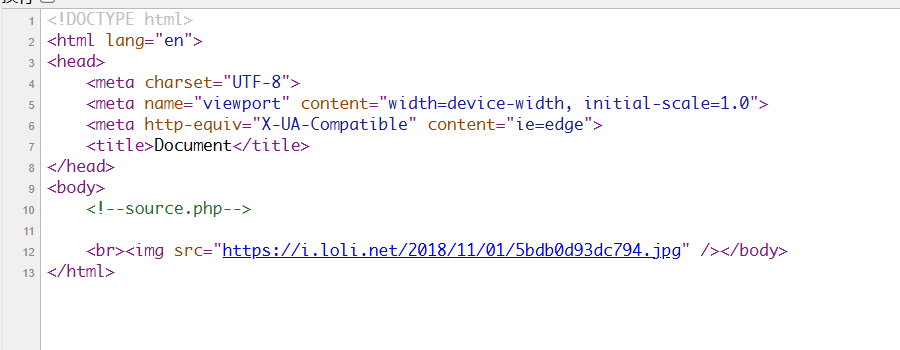 1 <!DOCTYPE html>
2 <html lang="en">
3 <head>
4     <meta charset="UTF-8">
5     <meta name="viewport" content="width=device-width, initial-scale=1.0">
6     <meta http-equiv="X-UA-Compatible" content="ie=edge">
7     <title>Document</title>
8 </head>
9 <body>
10     <!--source.php-->
11
12     <br><img src="https://i.loli.net/2018/11/01/5bdb0d93dc794.jpg" /></body>
13 </html>